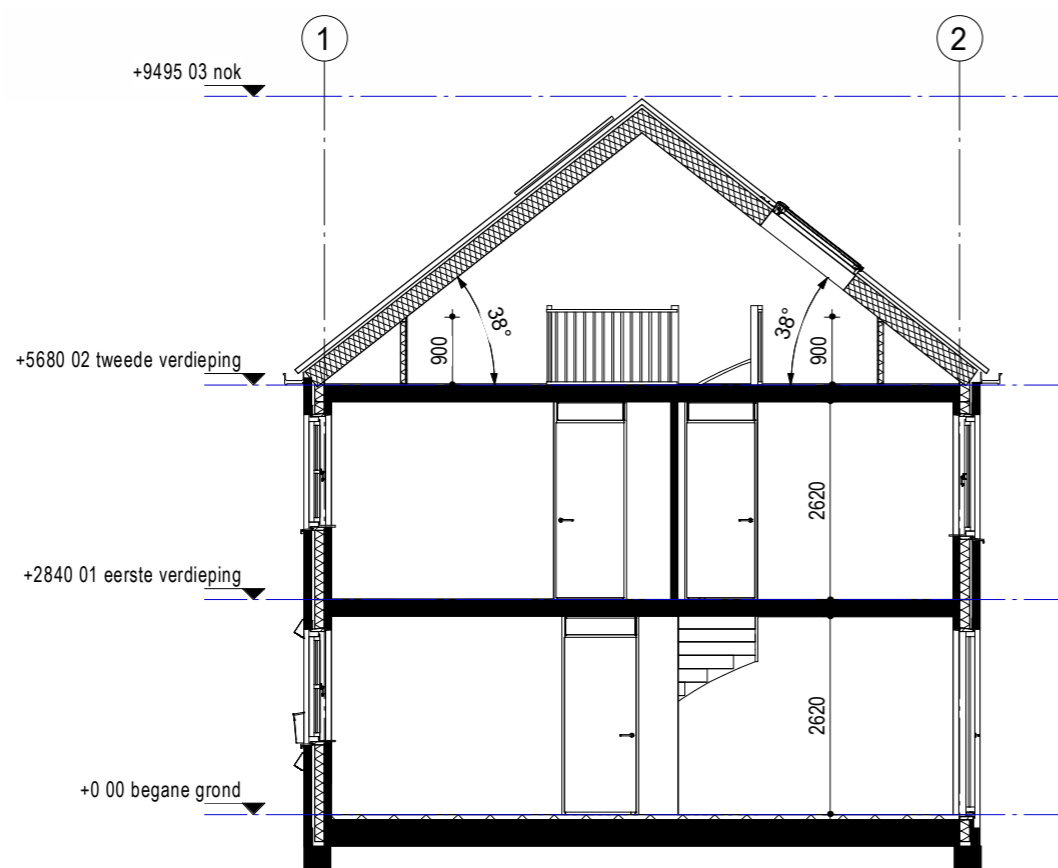 1
2
+9495 03 nok
38°
38°
900
900
+5680 02 tweede verdieping
2620
+2840 01 eerste verdieping
2620
+0 00 begane grond